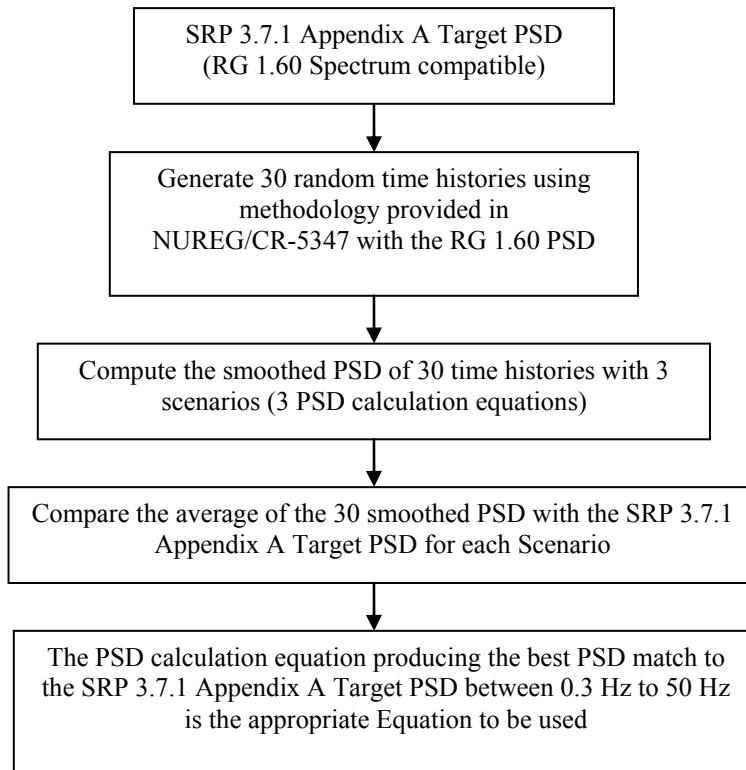 SRP 3.7.1 Appendix A Target PSD
(RG 1.60 Spectrum compatible)
Generate 30 random time histories using
methodology provided in
NUREG/CR-5347 with the RG 1.60 PSD
Compute the smoothed PSD of 30 time histories with 3
scenarios (3 PSD calculation equations)
Compare the average of the 30 smoothed PSD with the SRP 3.7.1
Appendix A Target PSD for each Scenario
The PSD calculation equation producing the best PSD match to
the SRP 3.7.1 Appendix A Target PSD between 0.3 Hz to 50 Hz
is the appropriate Equation to be used